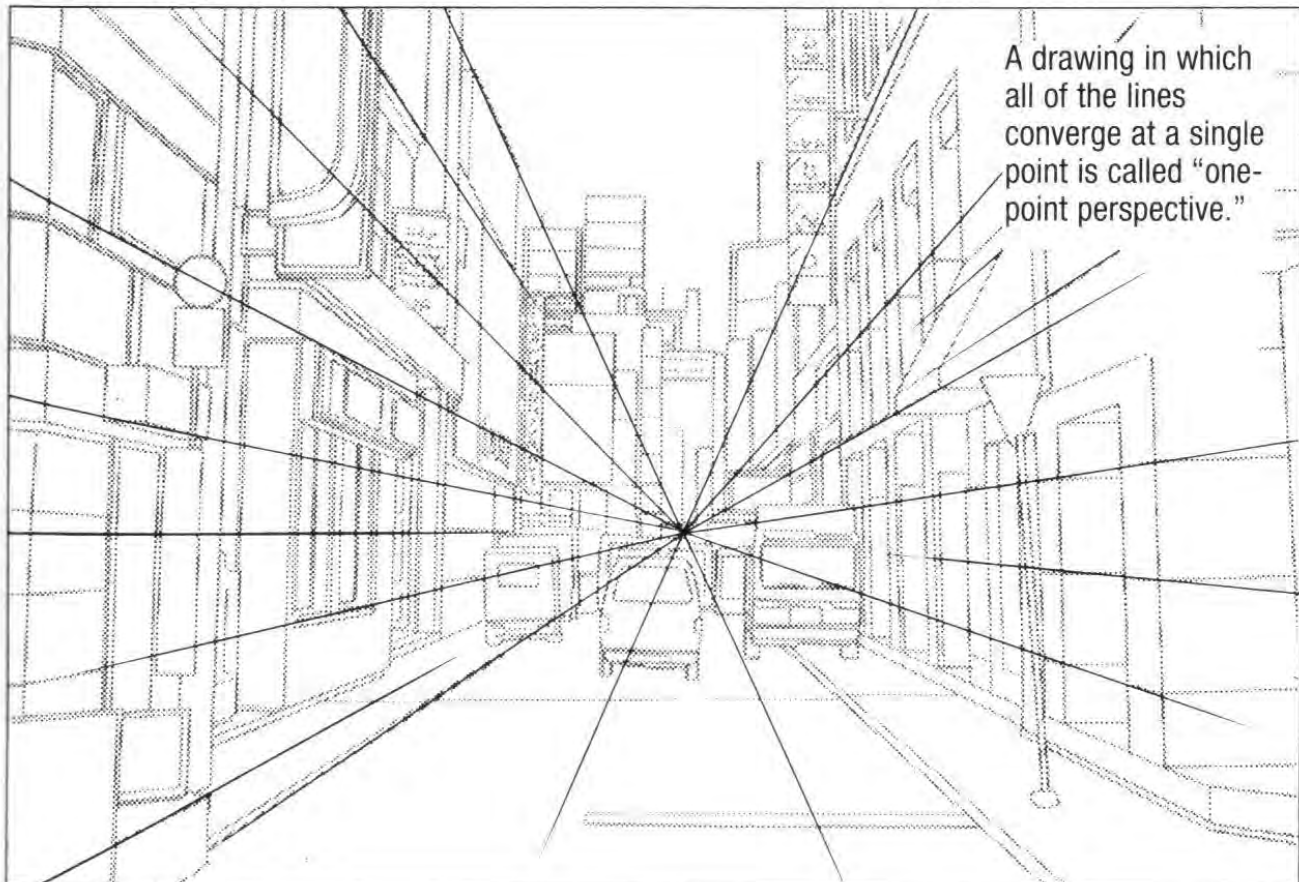 A drawing in which
all of the lines
converge at a single
point is called “one-
point perspective.”